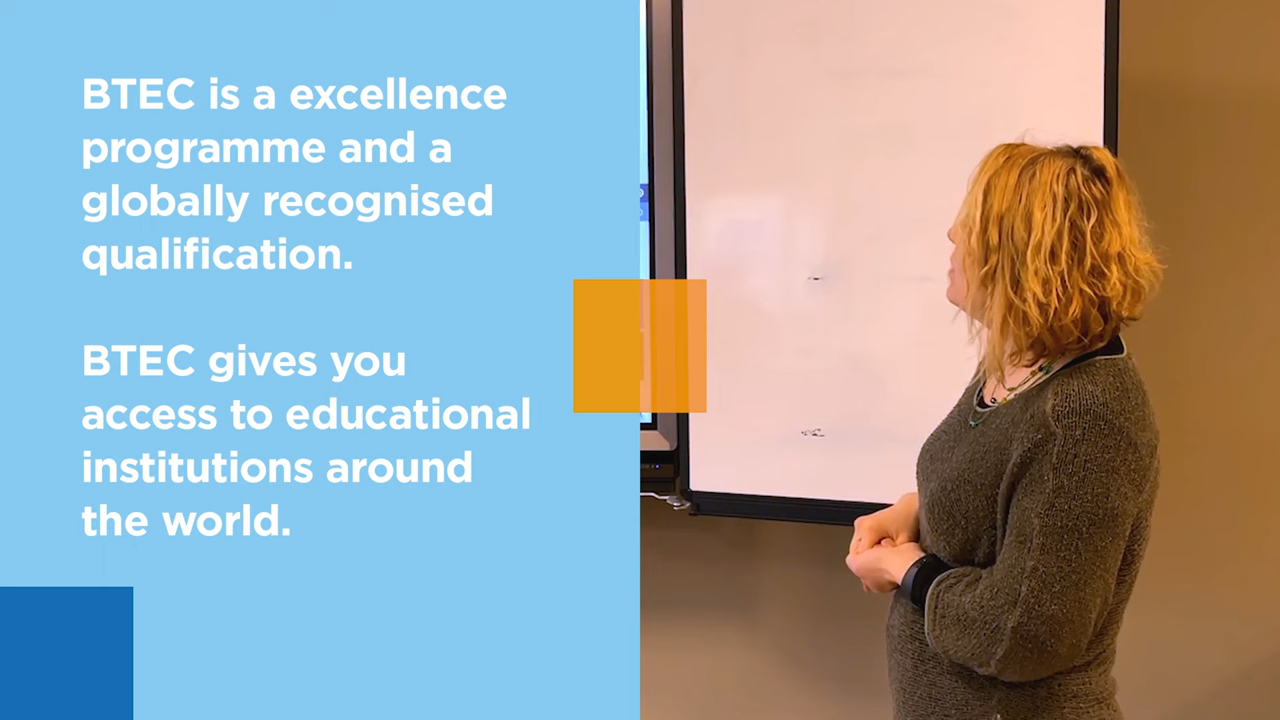 BTEC is a excellence
programme and a
globally recognised
qualification.
BTEC gives you
access to educational
institutions around
the world.